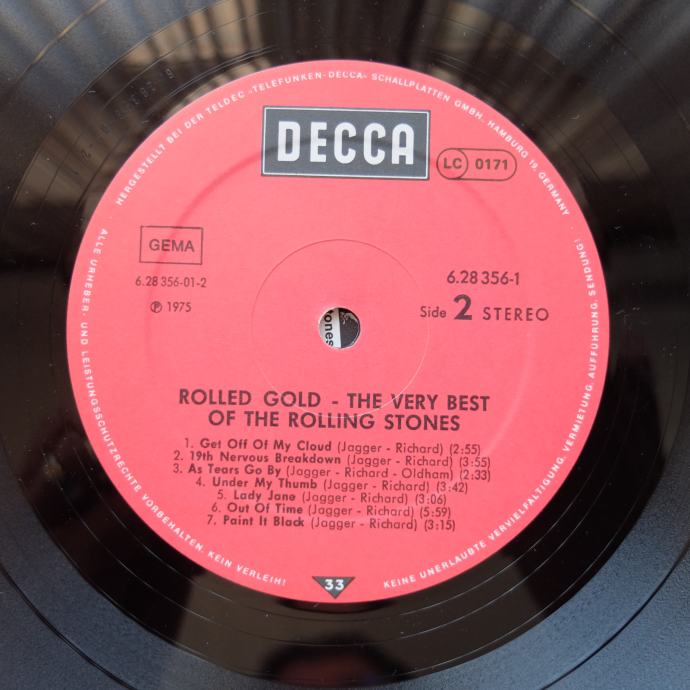 HERGESTELLT BEI DER TELDEC »TELEFUNKEN-DECCA« SCHALLPLATTEN GMBH, HAMBURG 19, GERMANY
DECCA
LC 0171
GEMA
6.28 356-01-2
℗ 1975
6.28 356-1
Side 2 STEREO
tones
ROLLED GOLD - THE VERY BEST
OF THE ROLLING STONES
1. Get Off Of My Cloud (Jagger - Richard) (2:55)
2. 19th Nervous Breakdown (Jagger - Richard) (3:55)
3. As Tears Go By (Jagger - Richard - Oldham) (2:33)
4. Under My Thumb (Jagger - Richard) (3:42)
5. Lady Jane (Jagger - Richard) (3:06)
6. Out Of Time (Jagger - Richard) (5:59)
7. Paint It Black (Jagger - Richard) (3:15)
33
ALLE URHEBER- UND LEISTUNGSSCHUTZRECHTE VORBEHALTEN. KEIN VERLEIH!
KEINE UNERLAUBTE VERVIELFALTIGUNG, VERMIETUNG, AUFFÜHRUNG, SENDUNG!